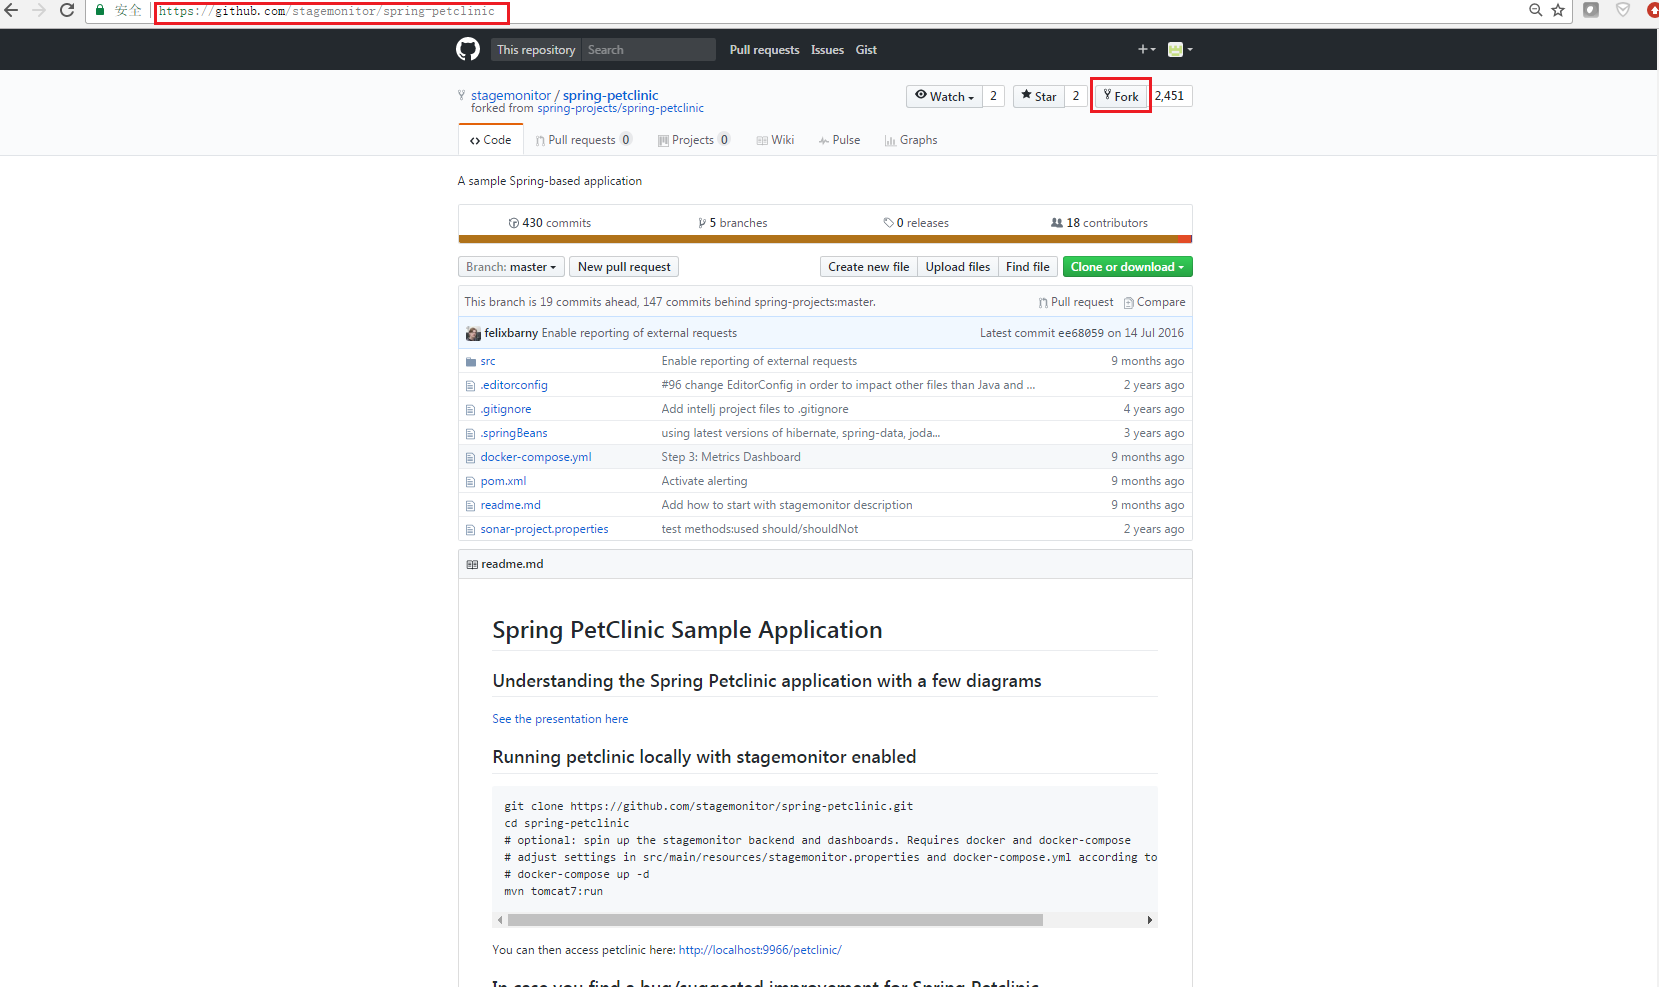 安全 https://github.com/stagemonitor/spring-petclinic
This repository Search Pull requests Issues Gist
stagemonitor / spring-petclinic Watch 2 Star 2 Fork 2,451
forked from spring-projects/spring-petclinic
Code Pull requests 0 Projects 0 Wiki Pulse Graphs
A sample Spring-based application
430 commits 5 branches 0 releases 18 contributors
Branch: master New pull request Create new file Upload files Find file Clone or download
This branch is 19 commits ahead, 147 commits behind spring-projects:master. Pull request Compare
felixbarny Enable reporting of external requests Latest commit ee68059 on 14 Jul 2016
src Enable reporting of external requests 9 months ago
.editorconfig #96 change EditorConfig in order to impact other files than Java and ... 2 years ago
.gitignore Add intellj project files to .gitignore 4 years ago
.springBeans using latest versions of hibernate, spring-data, joda... 3 years ago
docker-compose.yml Step 3: Metrics Dashboard 9 months ago
pom.xml Activate alerting 9 months ago
readme.md Add how to start with stagemonitor description 9 months ago
sonar-project.properties test methods:used should/shouldNot 2 years ago
readme.md
Spring PetClinic Sample Application
Understanding the Spring Petclinic application with a few diagrams
See the presentation here
Running petclinic locally with stagemonitor enabled
git clone https://github.com/stagemonitor/spring-petclinic.git
cd spring-petclinic
# optional: spin up the stagemonitor backend and dashboards. Requires docker and docker-compose
# adjust settings in src/main/resources/stagemonitor.properties and docker-compose.yml according to
# docker-compose up -d
mvn tomcat7:run
You can then access petclinic here: http://localhost:9966/petclinic/
In case you find a bug/suggested improvement for Spring Petclinic